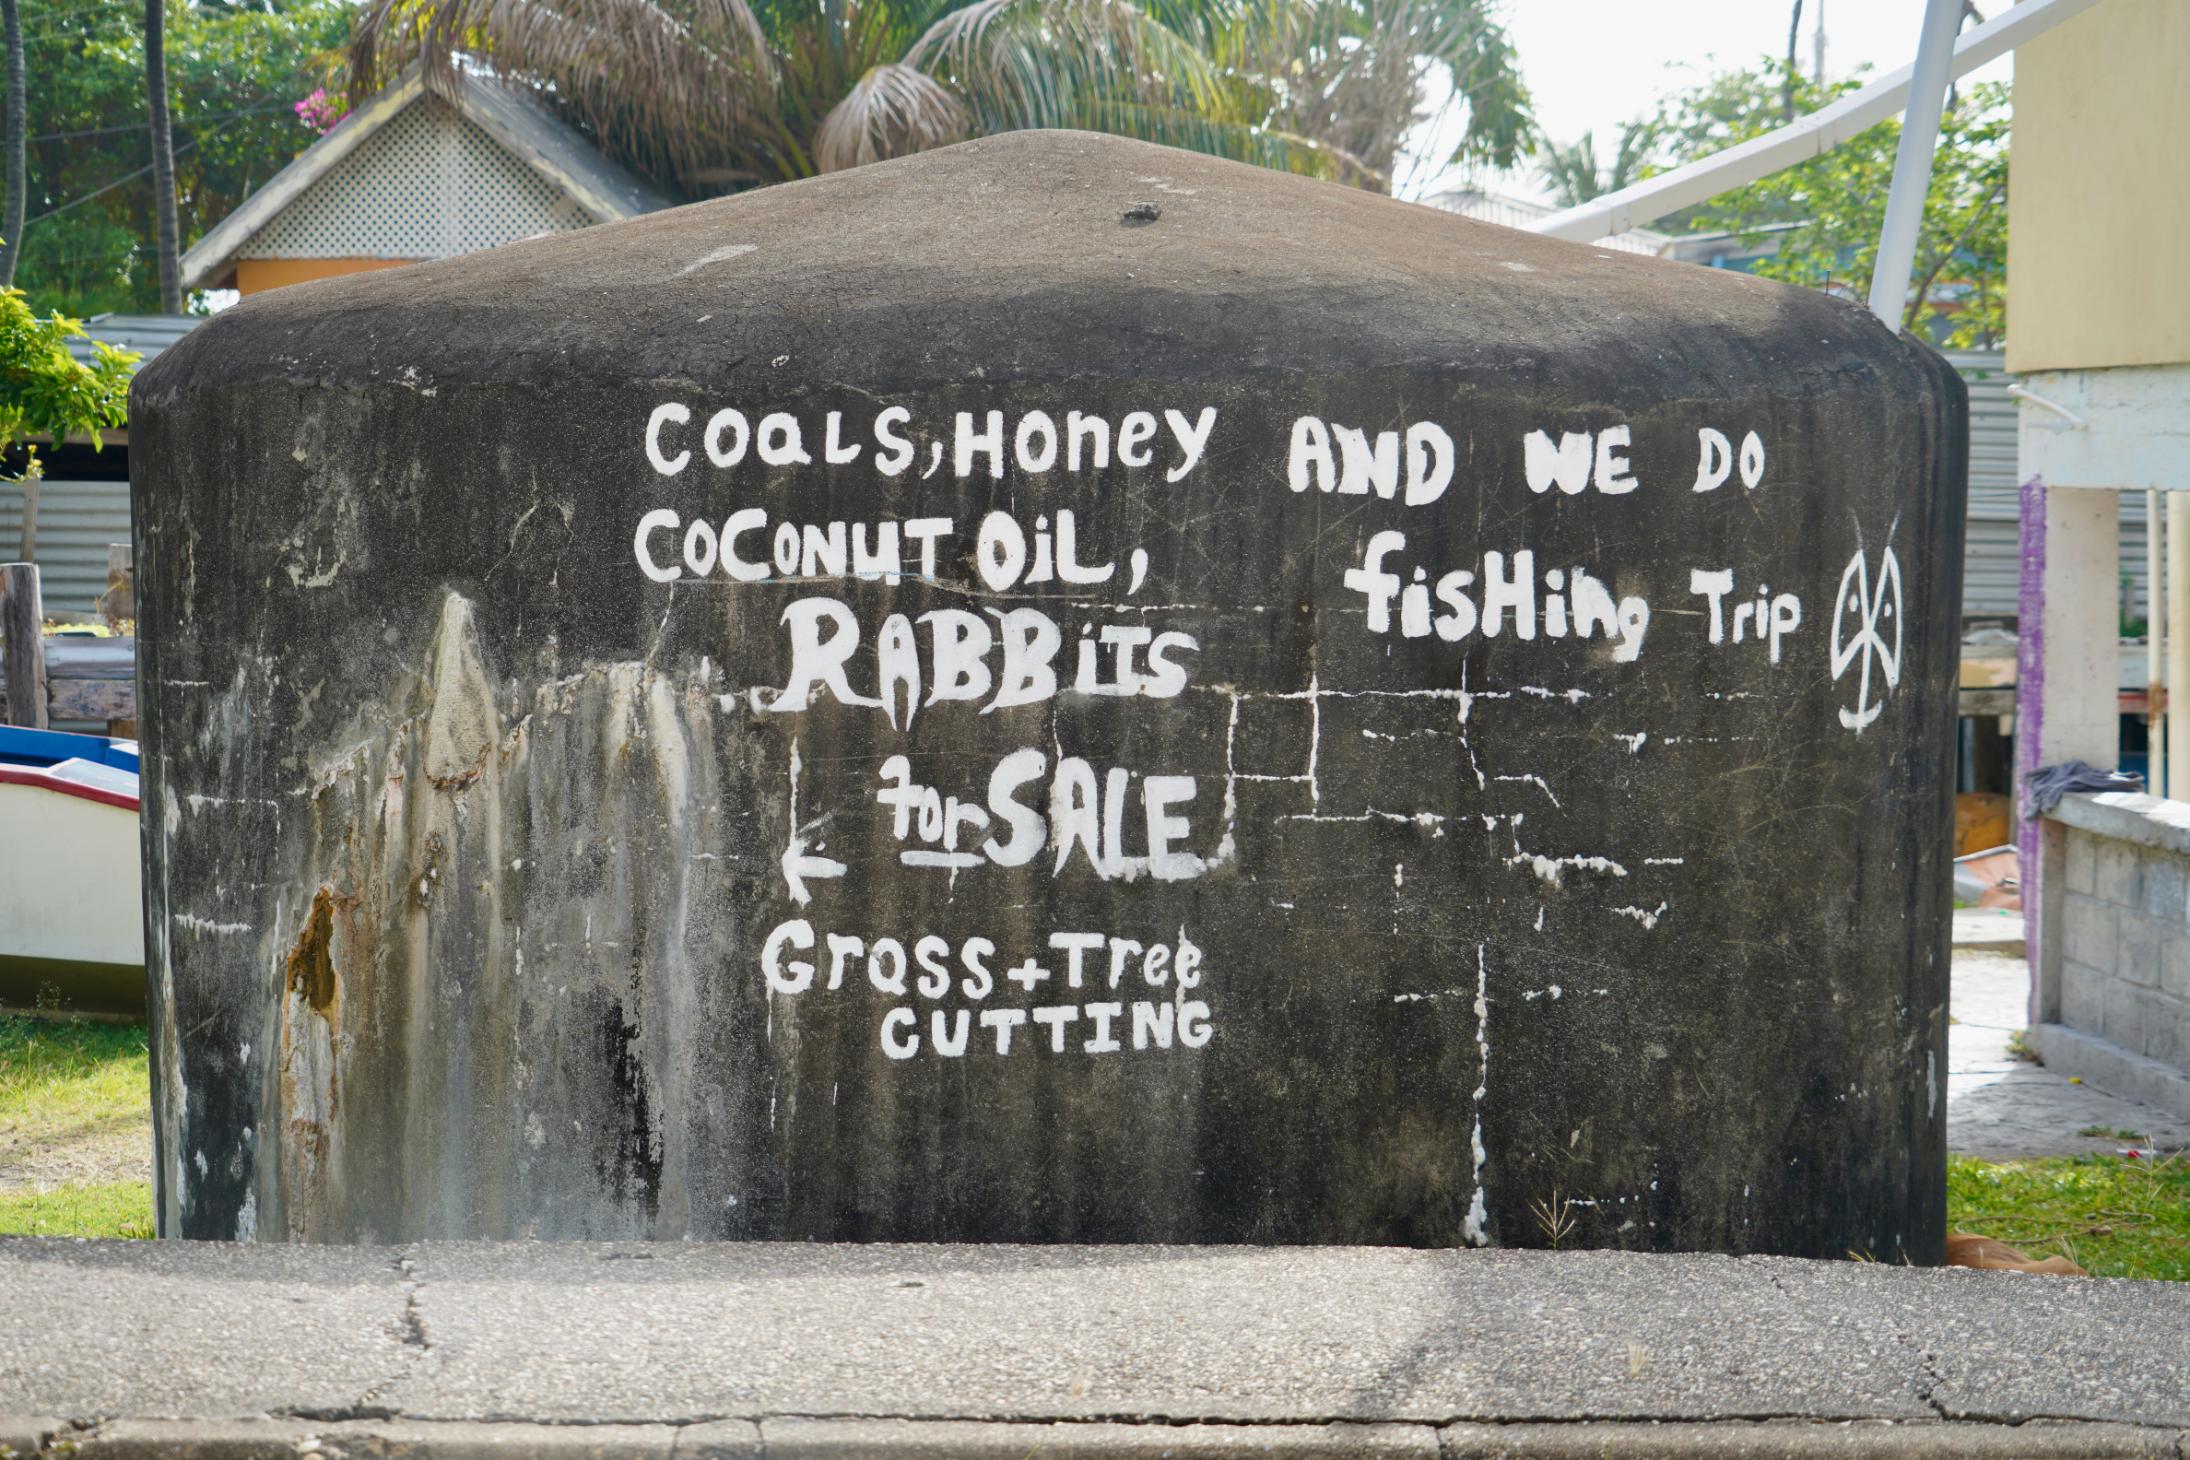 COALS, HONEY
COCONUT OiL,
RABBiTS
for SALE
Grass + Tree
CUTTING
AND WE DO
fisHing Trip